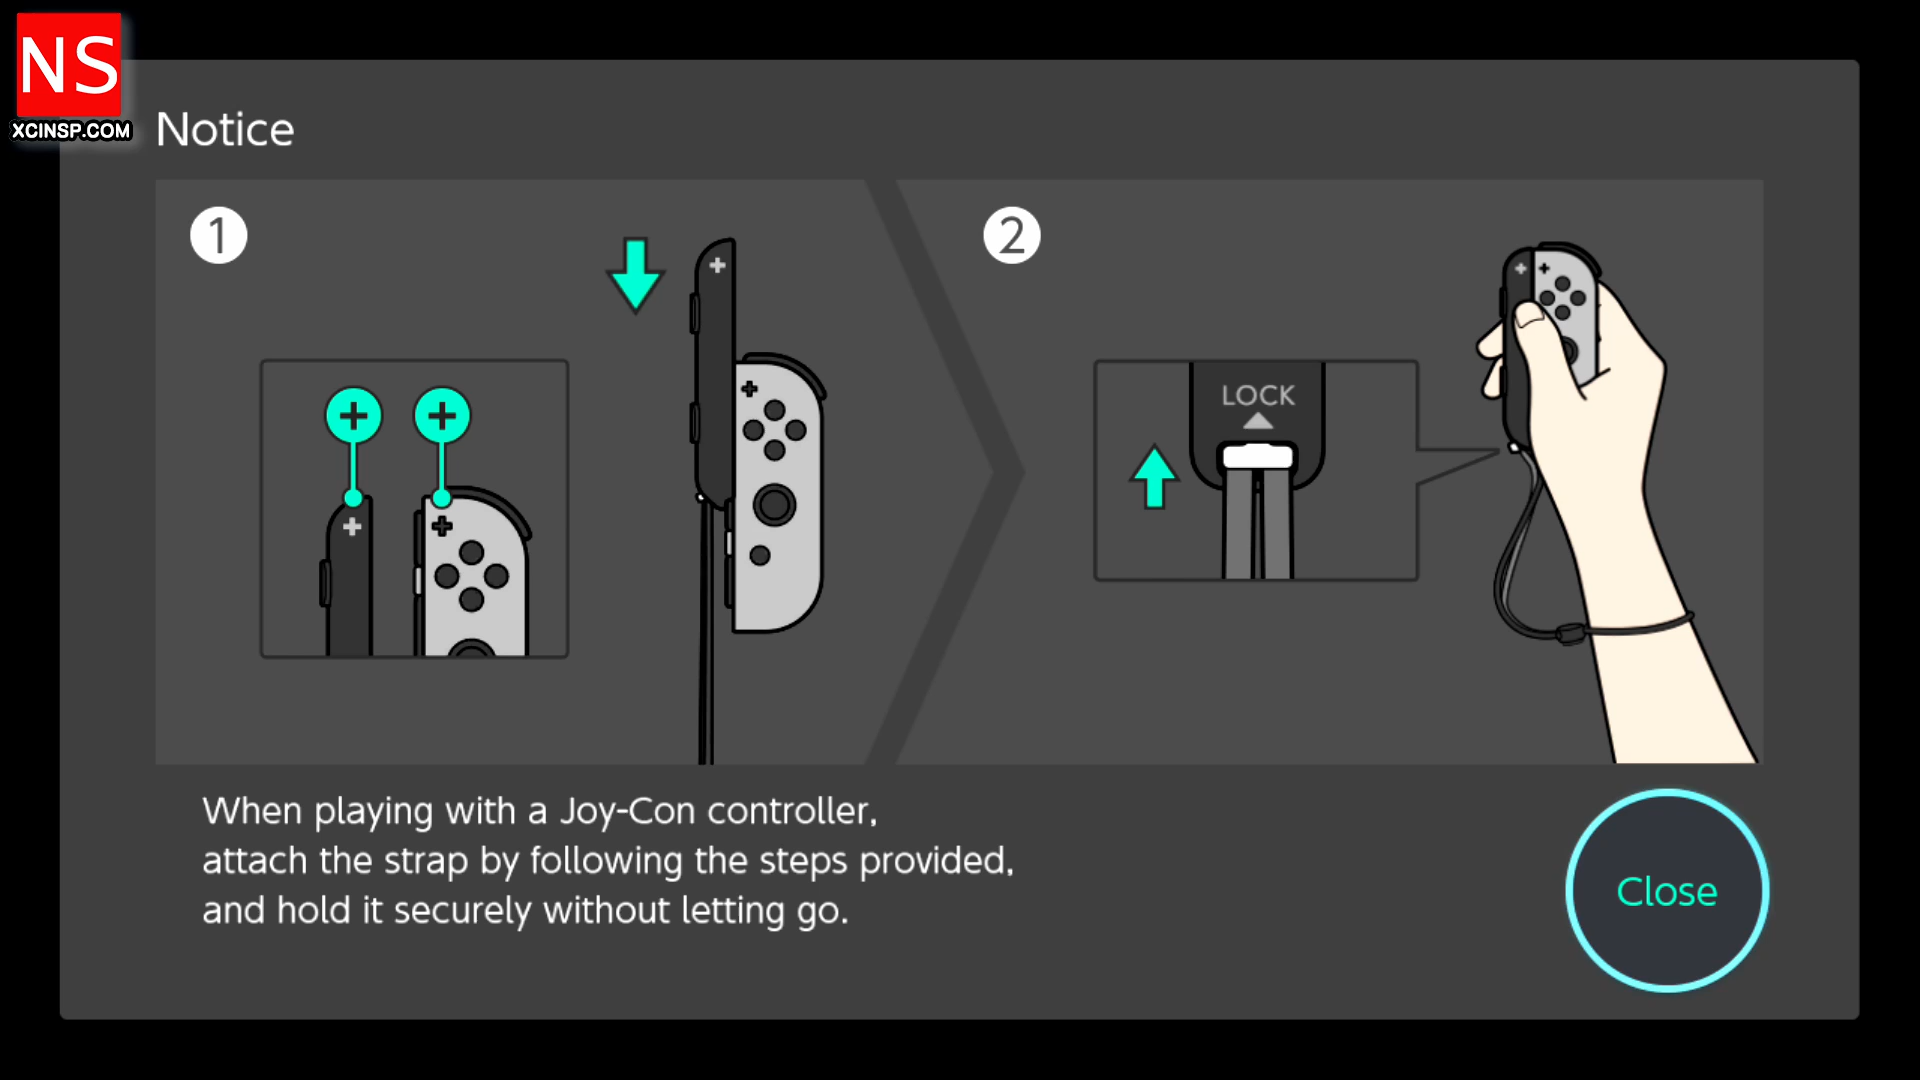 NS
XCINSP.COM
Notice
1
2
LOCK
When playing with a Joy-Con controller,
attach the strap by following the steps provided,
and hold it securely without letting go.
Close